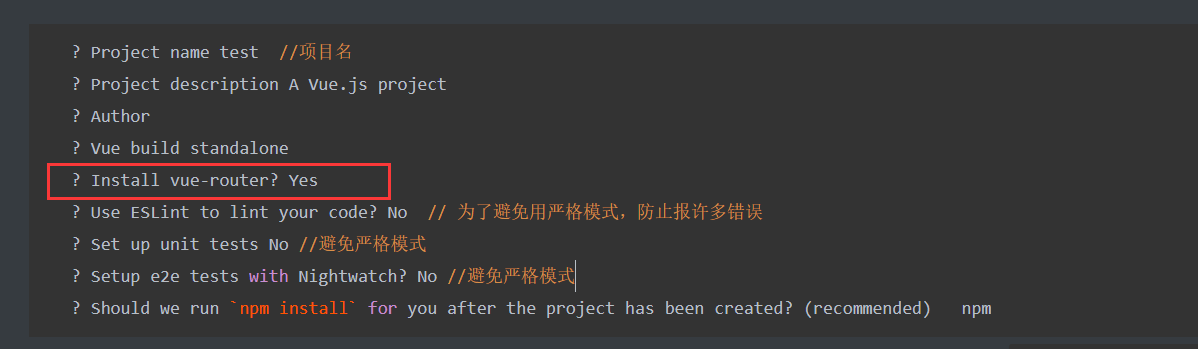 ? Project name test  //项目名
? Project description A Vue.js project
? Author
? Vue build standalone
? Install vue-router? Yes
? Use ESLint to lint your code? No  // 为了避免用严格模式，防止报许多错误
? Set up unit tests No //避免严格模式
? Setup e2e tests with Nightwatch? No //避免严格模式
? Should we run `npm install` for you after the project has been created? (recommended)   npm